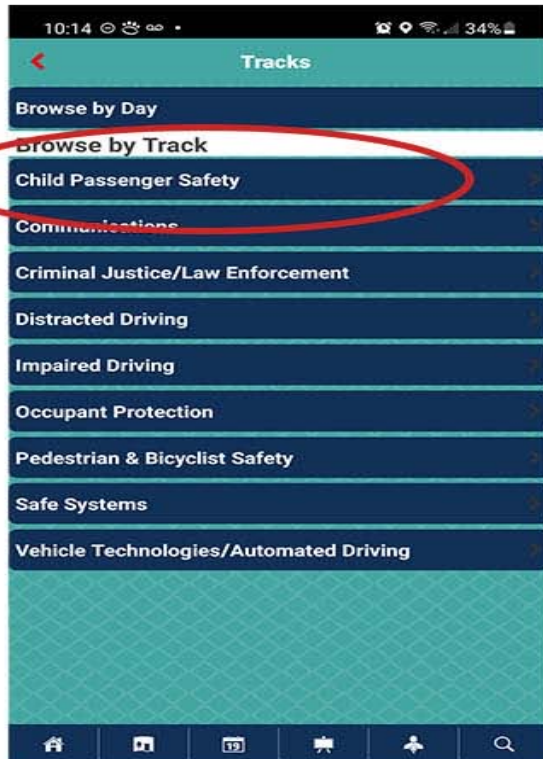 10:14
34%
Tracks
Browse by Day
Browse by Track
Child Passenger Safety
Communications
Criminal Justice/Law Enforcement
Distracted Driving
Impaired Driving
Occupant Protection
Pedestrian & Bicyclist Safety
Safe Systems
Vehicle Technologies/Automated Driving
19